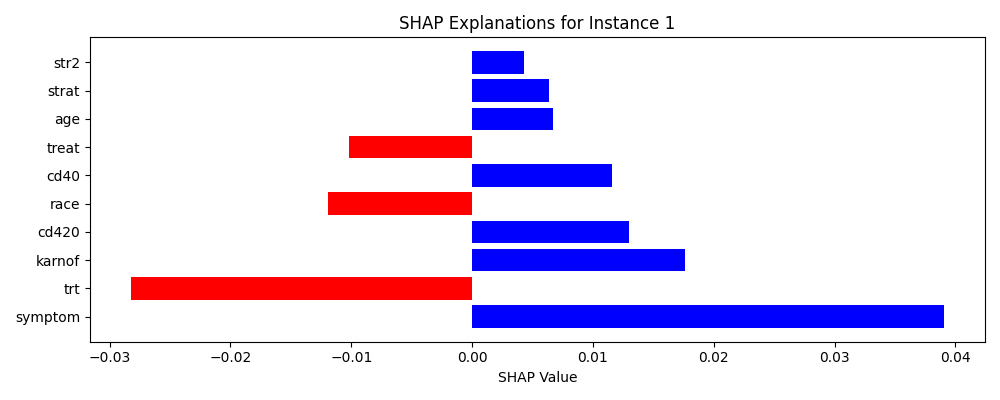 SHAP Explanations for Instance 1
str2
strat
age
treat
cd40
race
cd420
karnof
trt
symptom
−0.03 −0.02 −0.01 0.00 0.01 0.02 0.03 0.04
SHAP Value